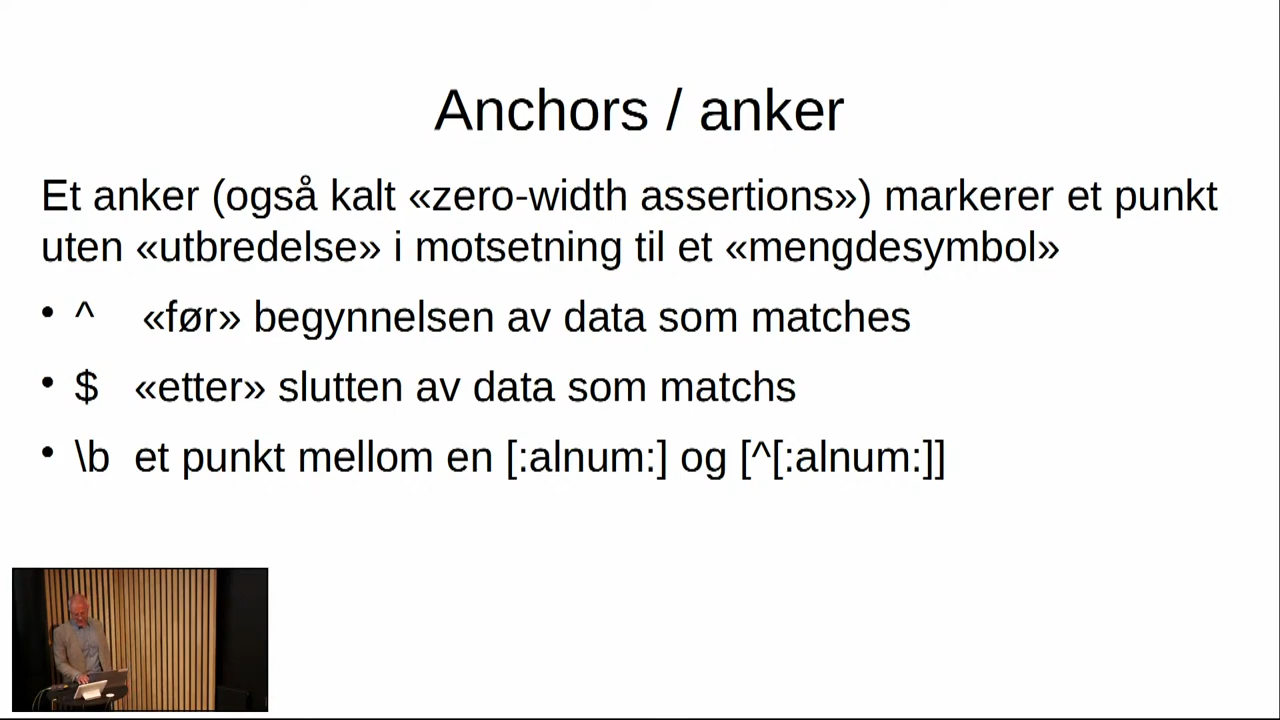 Anchors / anker
Et anker (også kalt «zero-width assertions») markerer et punkt
uten «utbredelse» i motsetning til et «mengdesymbol»
• ^ «før» begynnelsen av data som matches
• $ «etter» slutten av data som matchs
• \b et punkt mellom en [:alnum:] og [^[:alnum:]]